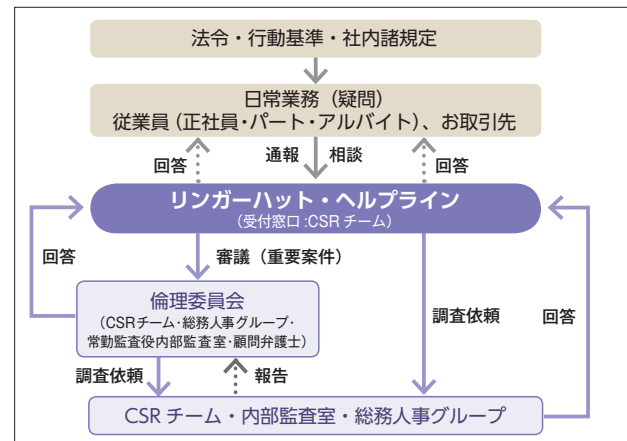 法令・行動基準・社内諸規定
日常業務（疑問）
従業員（正社員・パート・アルバイト）、お取引先
回答
通報
相談
回答
リンガーハット・ヘルプライン
（受付窓口：CSRチーム）
回答
審議（重要案件）
倫理委員会
（CSRチーム・総務人事グループ・
常勤監査役内部監査室・顧問弁護士）
調査依頼
回答
調査依頼
報告
CSRチーム・内部監査室・総務人事グループ